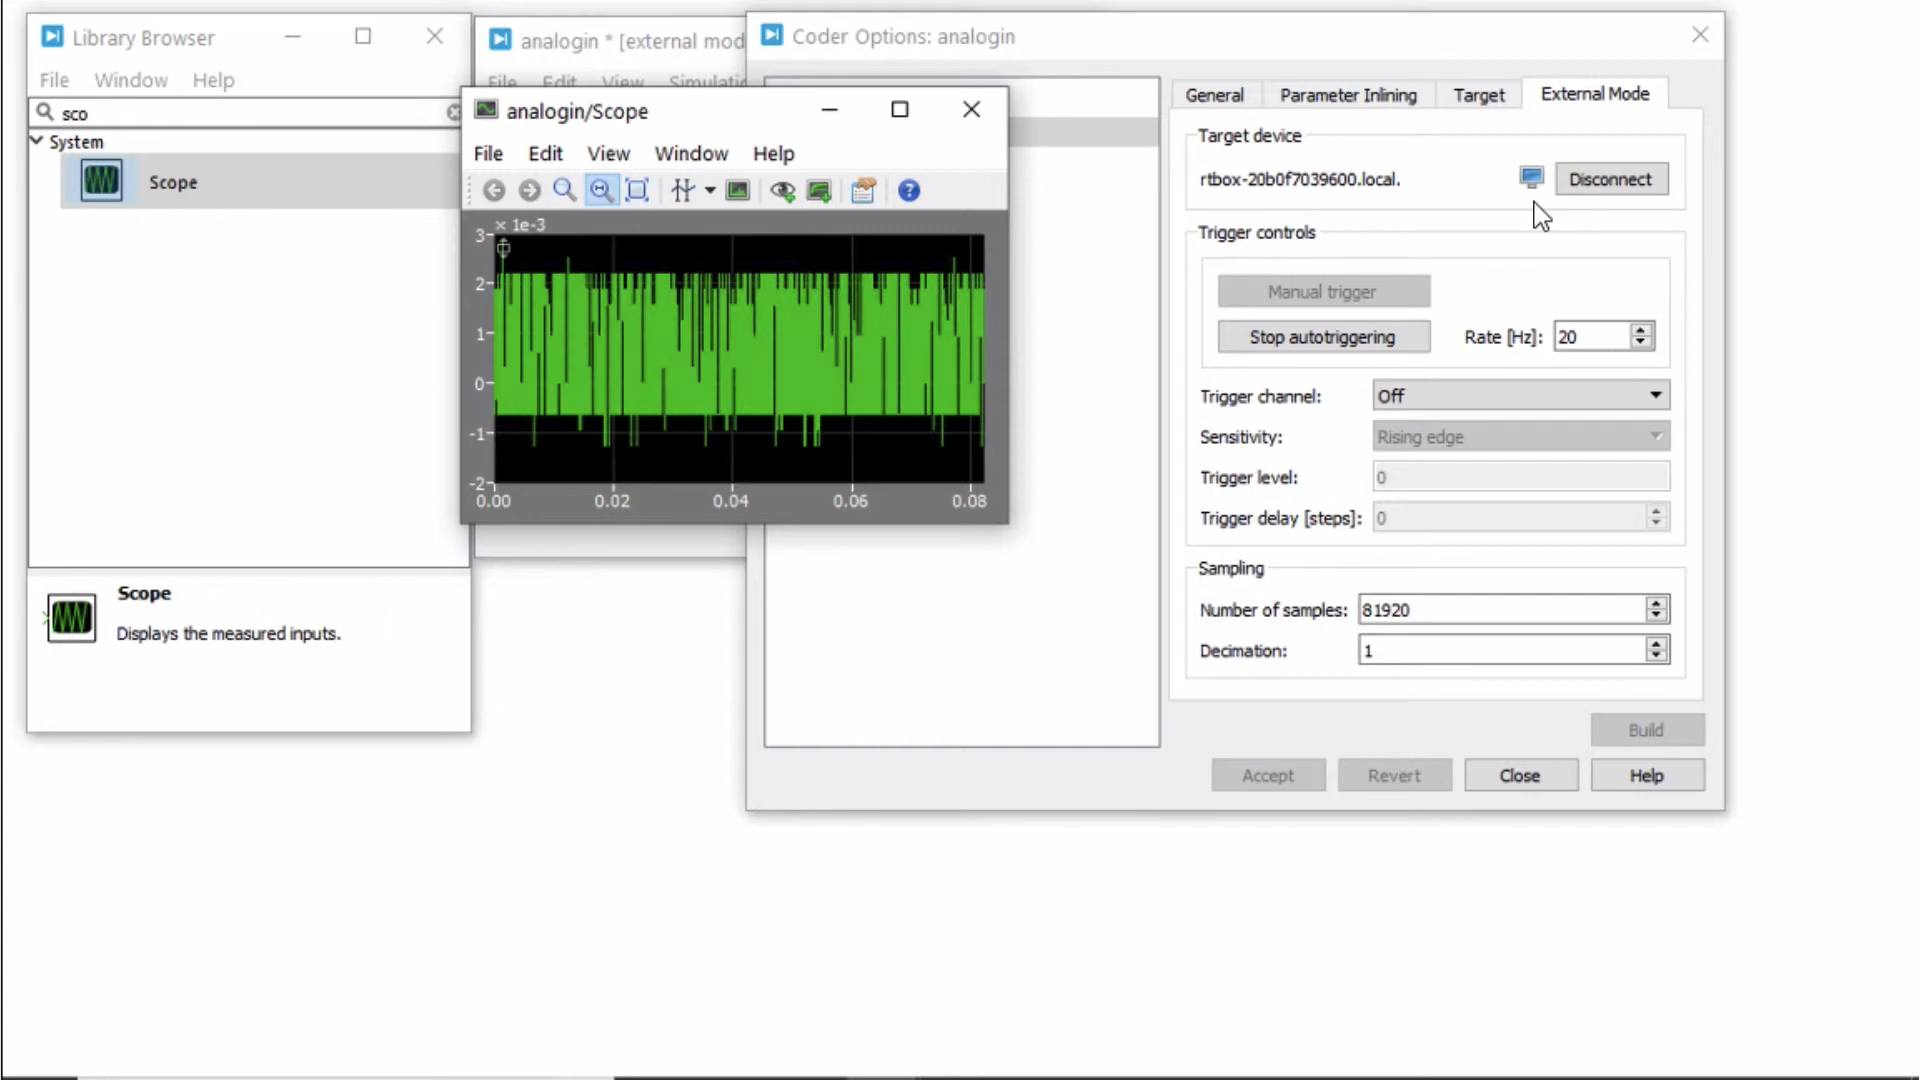 Library Browser
File Window Help
sco
System
Scope
Scope
Displays the measured inputs.
analogin * [external mod
File Edit View Simulatio
analogin/Scope
File Edit View Window Help
× 1e-3
3
2
1
0
-1
-2
0.00 0.02 0.04 0.06 0.08
Coder Options: analogin
General Parameter Inlining Target External Mode
Target device
rtbox-20b0f7039600.local. Disconnect
Trigger controls
Manual trigger
Stop autotriggering Rate [Hz]: 20
Trigger channel: Off
Sensitivity: Rising edge
Trigger level: 0
Trigger delay [steps]: 0
Sampling
Number of samples: 81920
Decimation: 1
Build
Accept Revert Close Help